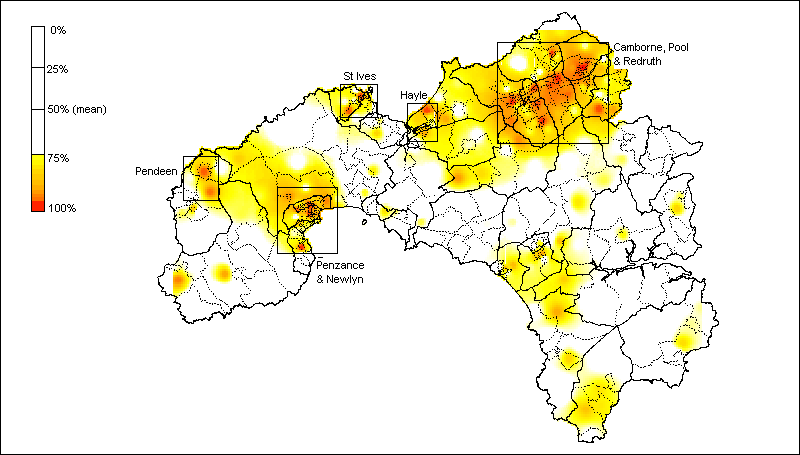 0%
25%
50% (mean)
75%
100%
Camborne, Pool
& Redruth
St Ives
Hayle
Pendeen
Penzance
& Newlyn